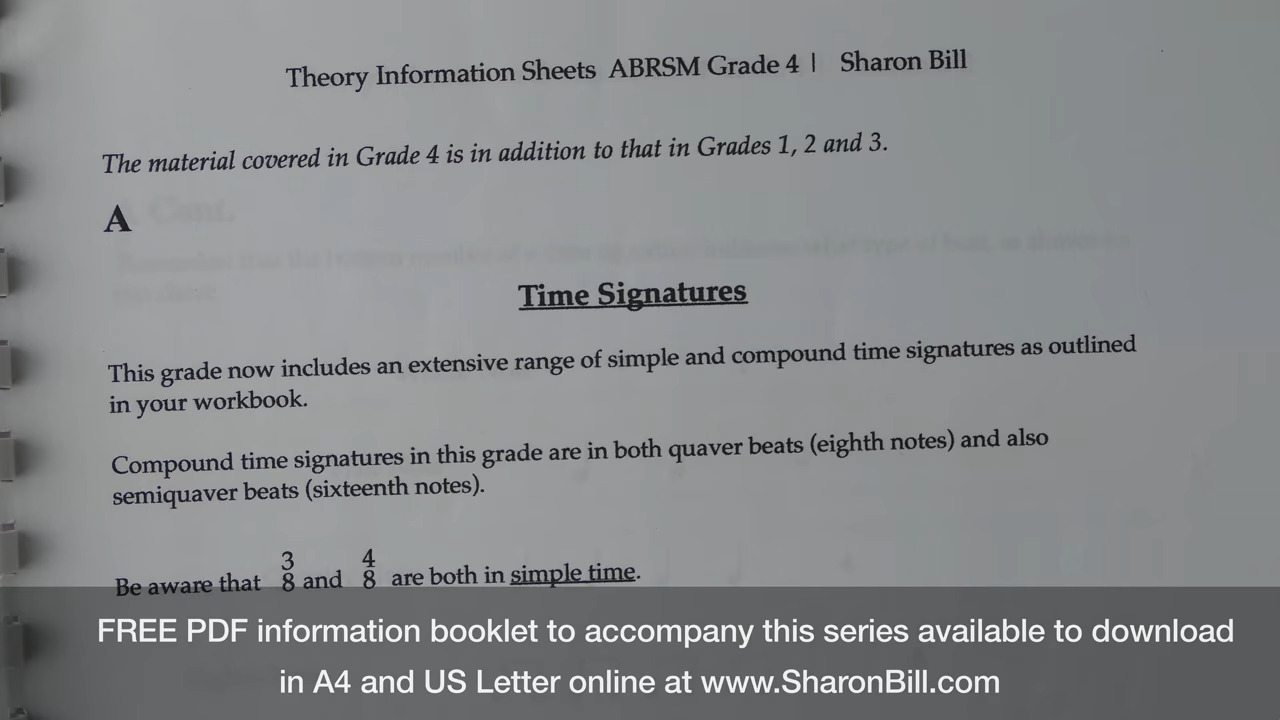 Theory Information Sheets ABRSM Grade 4 | Sharon Bill
The material covered in Grade 4 is in addition to that in Grades 1, 2 and 3.
A
Time Signatures
This grade now includes an extensive range of simple and compound time signatures as outlined
in your workbook.
Compound time signatures in this grade are in both quaver beats (eighth notes) and also
semiquaver beats (sixteenth notes).
3 4
Be aware that 8 and 8 are both in simple time.
FREE PDF information booklet to accompany this series available to download
in A4 and US Letter online at www.SharonBill.com